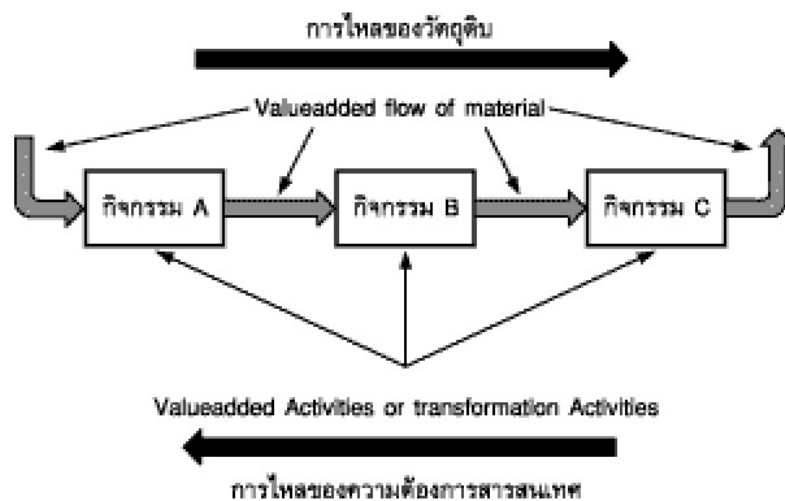 การไหลของวัตถุดิบ
Valueadded flow of material
กิจกรรม A
กิจกรรม B
กิจกรรม C
Valueadded Activities or transformation Activities
การไหลของความต้องการสารสนเทศ